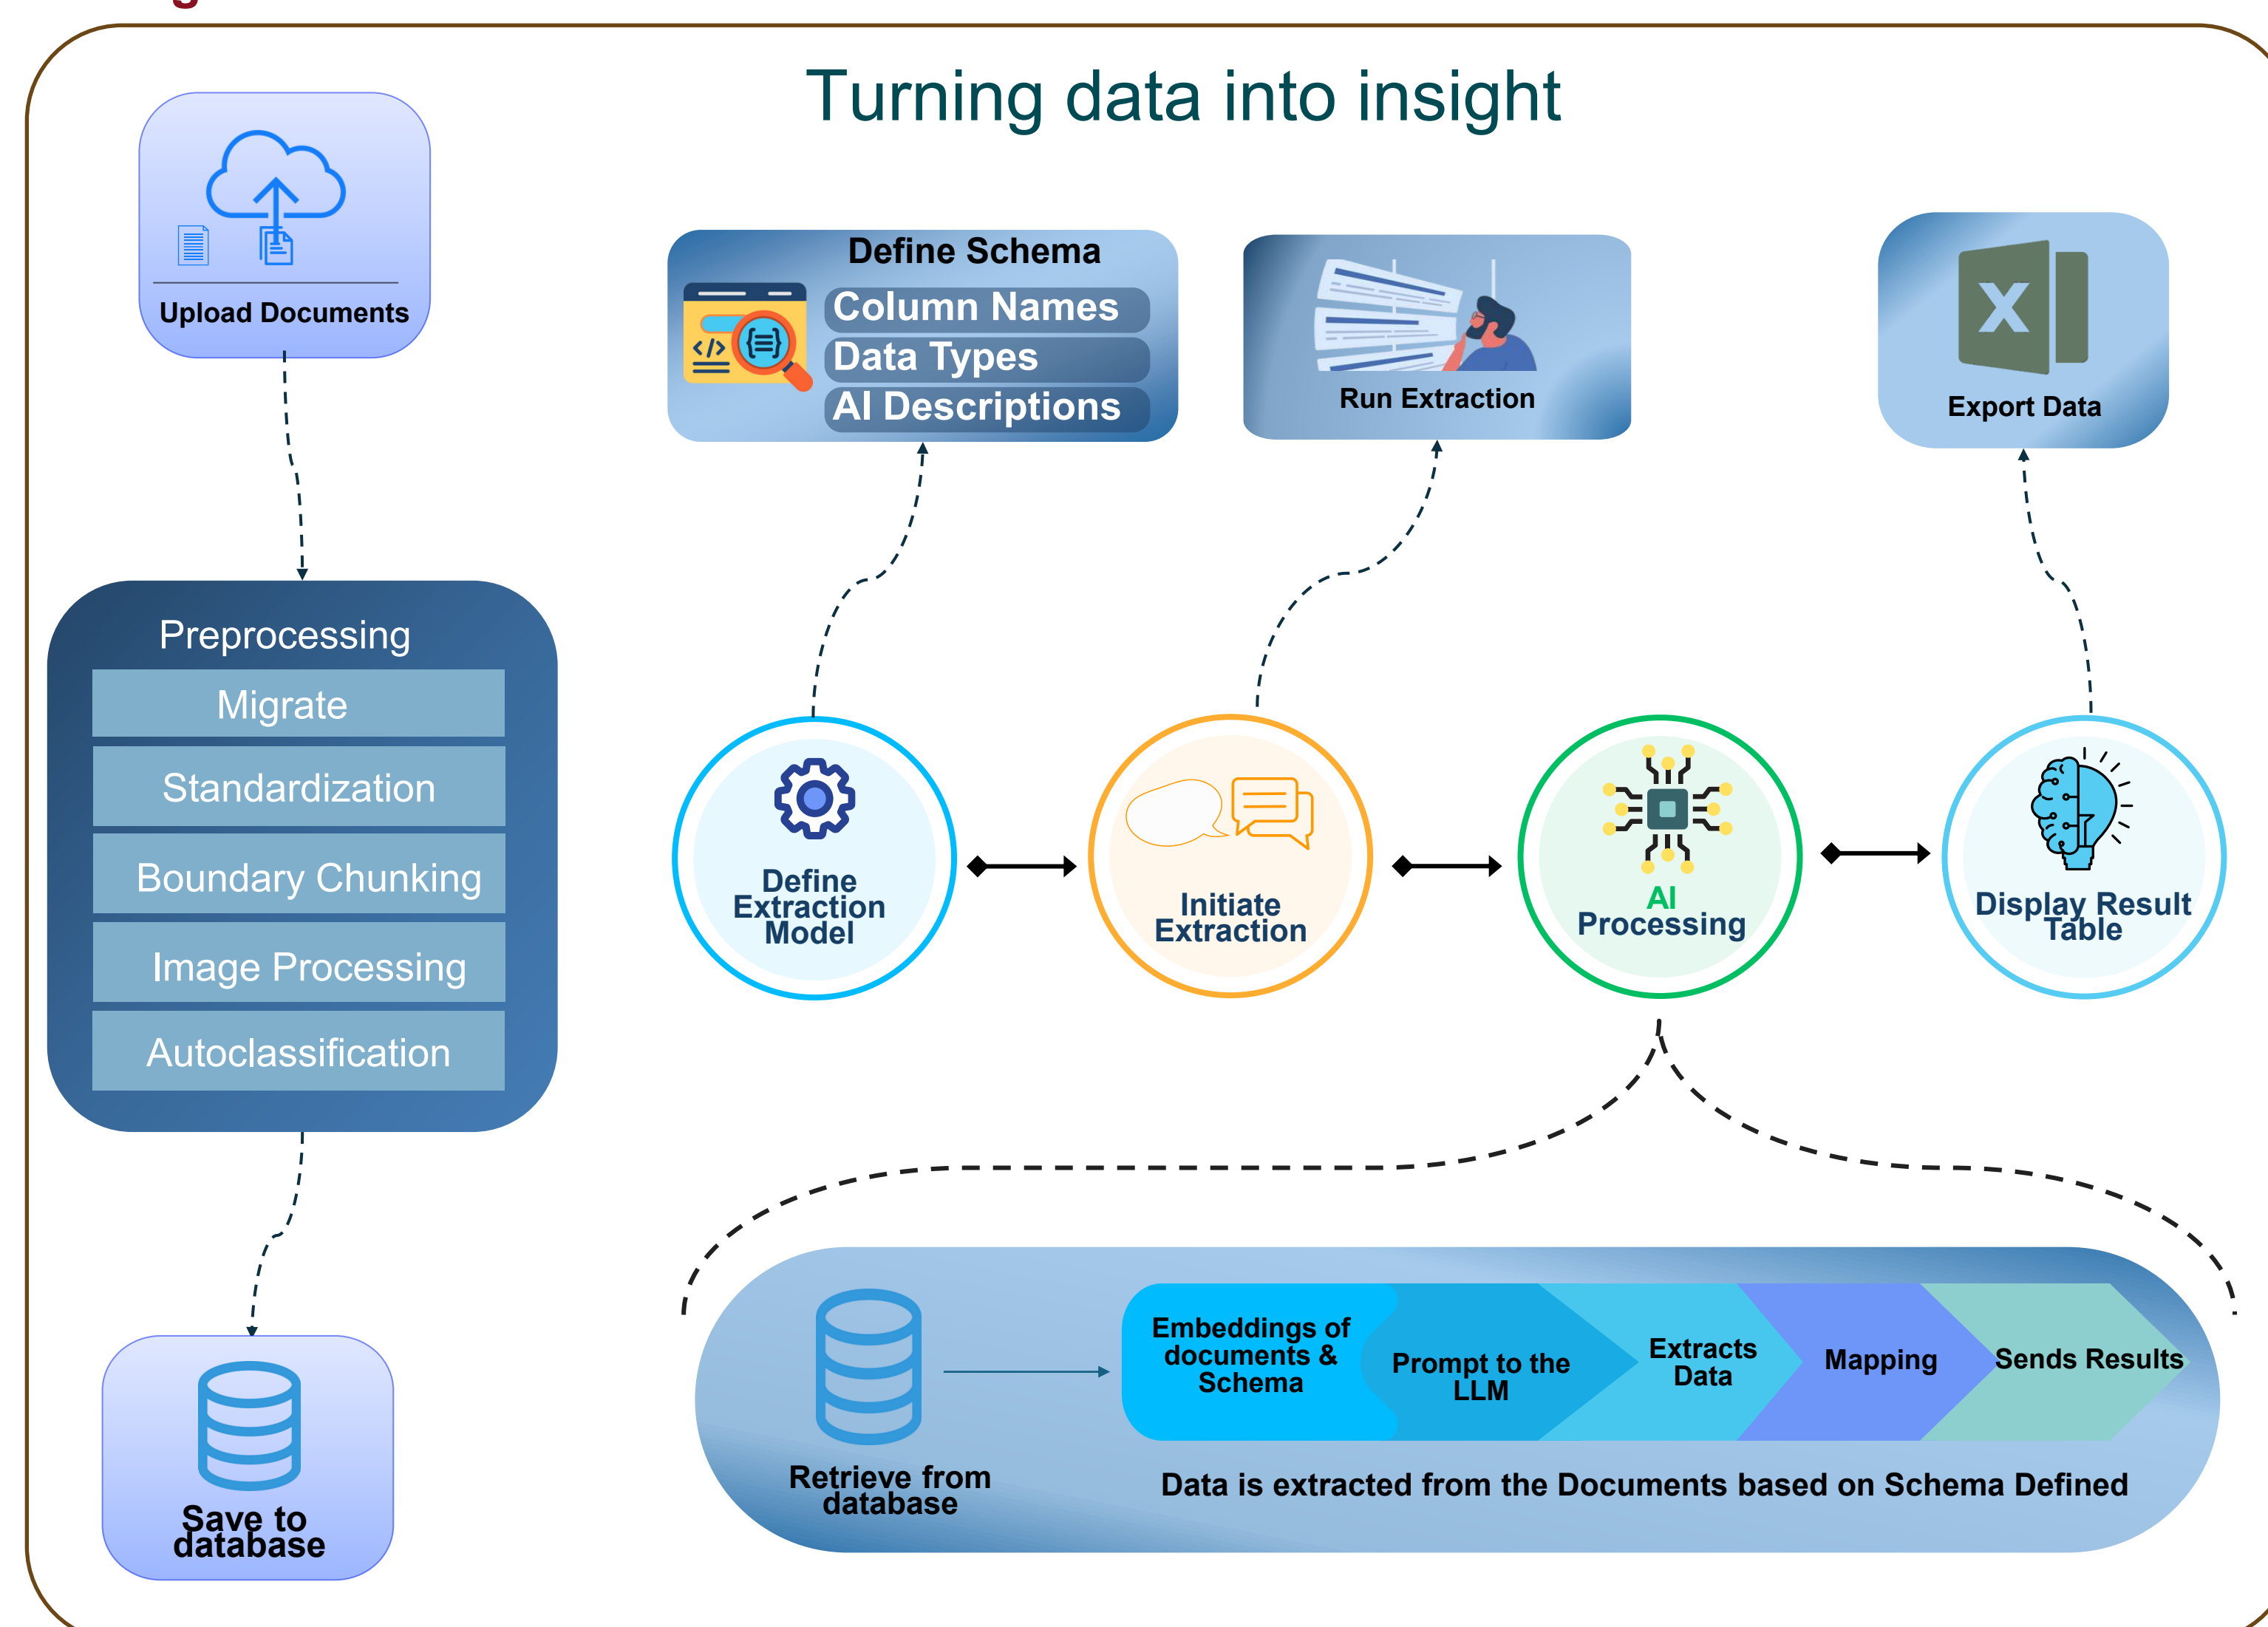 Turning data into insight
Upload Documents
Preprocessing
Migrate
Standardization
Boundary Chunking
Image Processing
Autoclassification
Save to
database
Define Schema
Column Names
Data Types
AI Descriptions
Run Extraction
Export Data
Define
Extraction
Model
Initiate
Extraction
AI
Processing
Display Result
Table
Retrieve from
database
Embeddings of
documents &
Schema
Prompt to the
LLM
Extracts
Data
Mapping
Sends Results
Data is extracted from the Documents based on Schema Defined